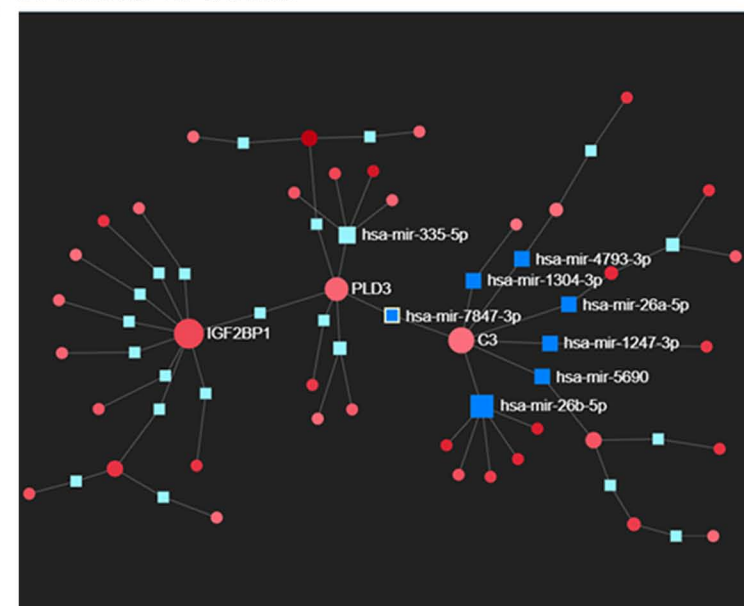 hsa-mir-335-5p
hsa-mir-4793-3p
hsa-mir-1304-3p
PLD3
hsa-mir-26a-5p
hsa-mir-7847-3p
IGF2BP1
C3
hsa-mir-1247-3p
hsa-mir-5690
hsa-mir-26b-5p